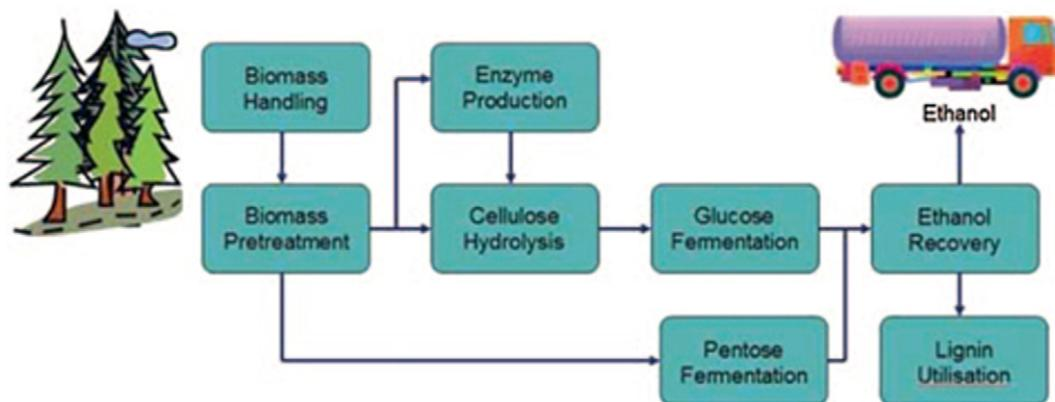 Biomass
Handling
Enzyme
Production
Ethanol
Biomass
Pretreatment
Cellulose
Hydrolysis
Glucose
Fermentation
Ethanol
Recovery
Pentose
Fermentation
Lignin
Utilisation